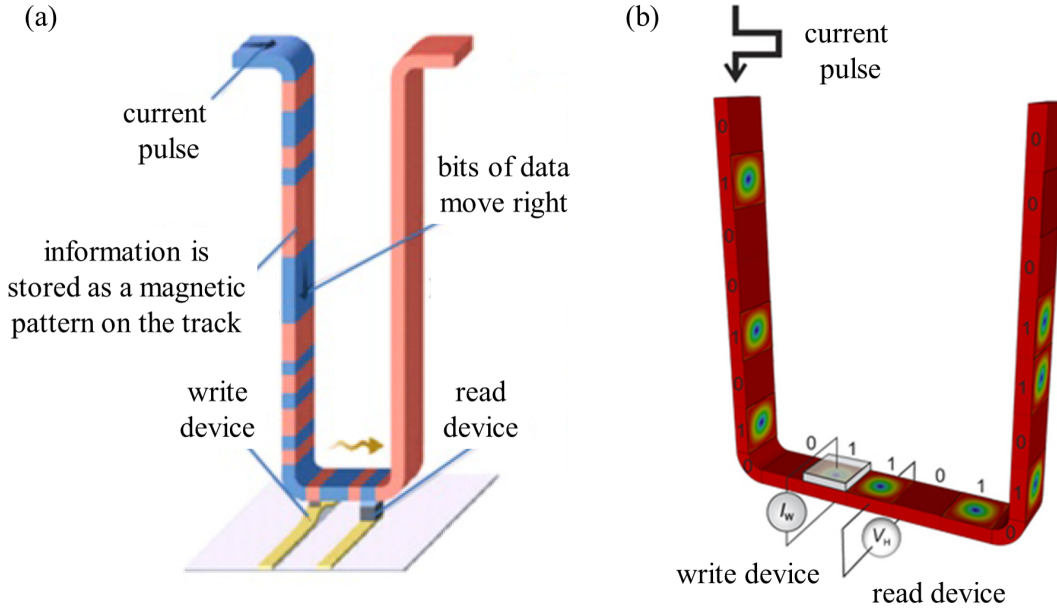 (a)
current
pulse
bits of data
move right
information is
stored as a magnetic
pattern on the track
write
device
read
device
(b)
current
pulse
0
1
0
1
0
1
0 1 1 0 1
0
1
0
1
1
0
0
0
I_W
V_H
write device
read device